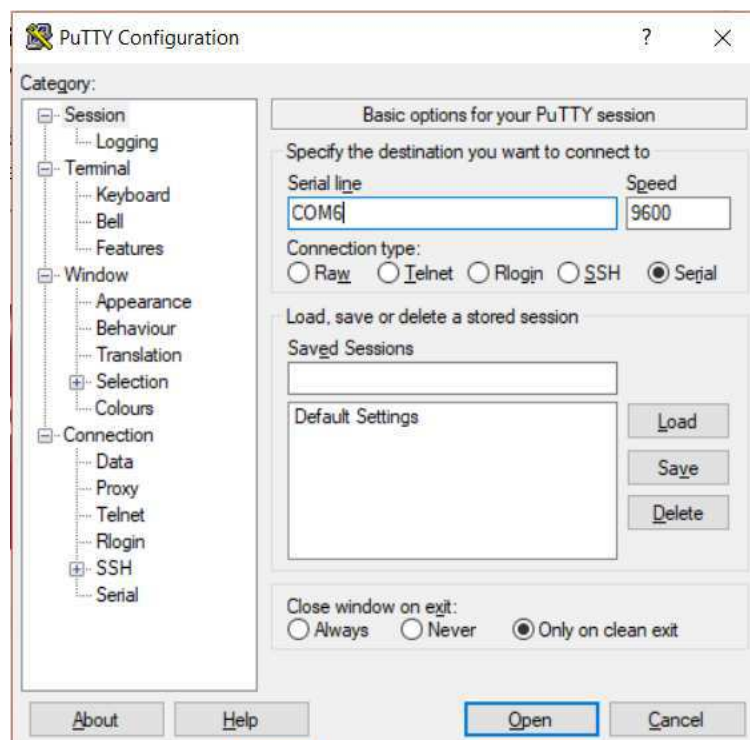 PuTTY Configuration
?
Category:
Session
Logging
Terminal
Keyboard
Bell
Features
Window
Appearance
Behaviour
Translation
Selection
Colours
Connection
Data
Proxy
Telnet
Rlogin
SSH
Serial
Basic options for your PuTTY session
Specify the destination you want to connect to
Serial line Speed
COM6 9600
Connection type:
Raw Telnet Rlogin SSH Serial
Load, save or delete a stored session
Saved Sessions
Default Settings
Load
Save
Delete
Close window on exit:
Always Never Only on clean exit
About Help Open Cancel